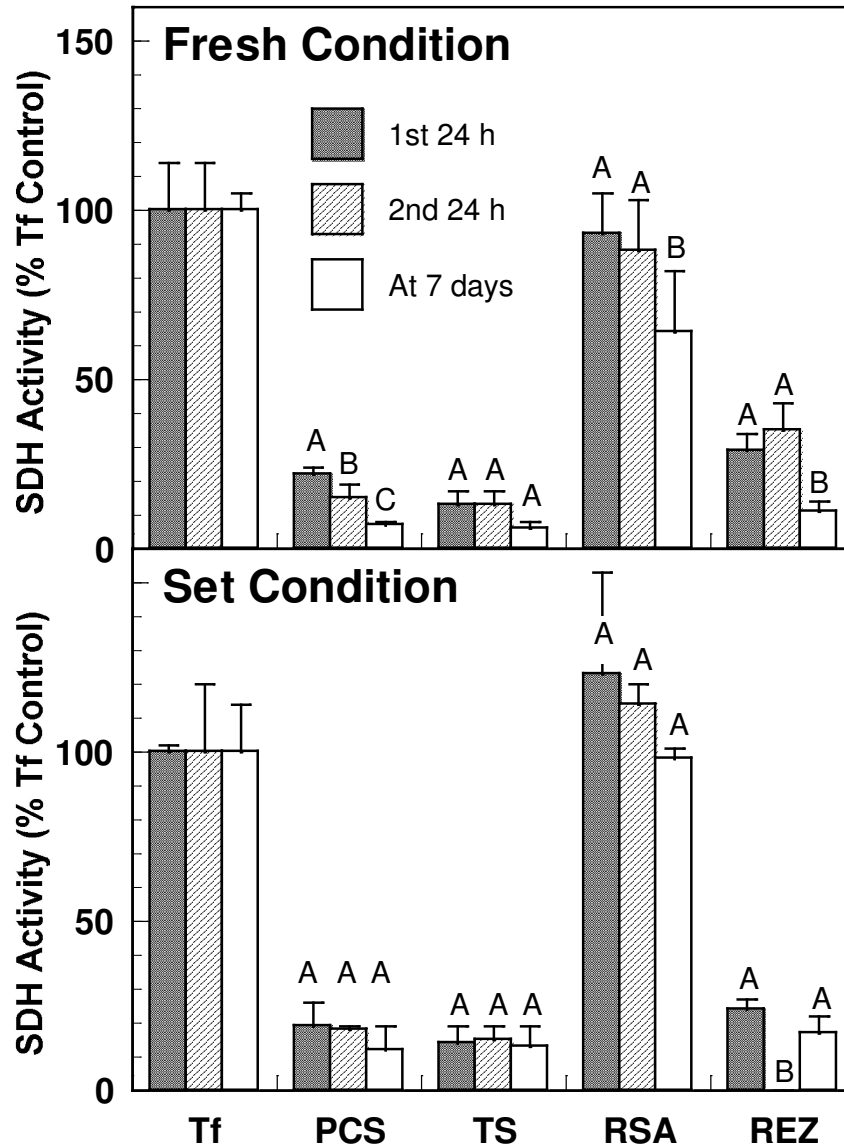 Fresh Condition
SDH Activity (% Tf Control)
150
100
50
0
1st 24 h
2nd 24 h
At 7 days
A B C
A A A
A A B
A A B
Set Condition
SDH Activity (% Tf Control)
100
50
0
A A A
A A A
A A A
A B A
Tf PCS TS RSA REZ